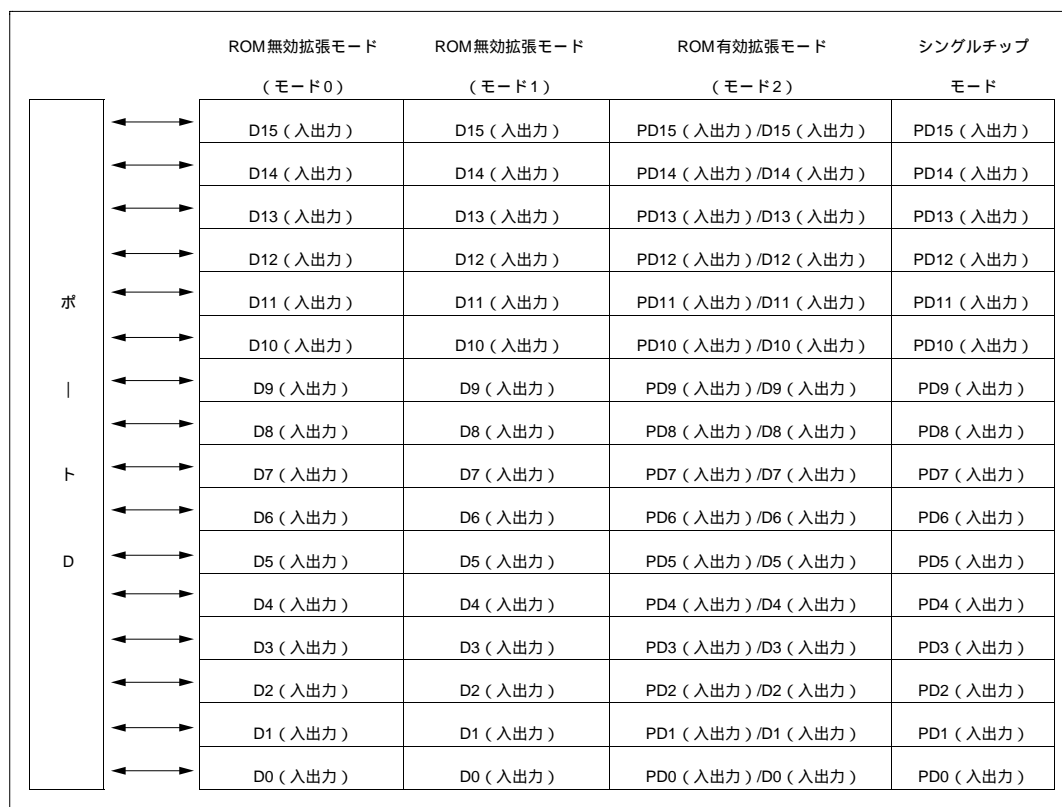 ROM無効拡張モード ROM無効拡張モード ROM有効拡張モード シングルチップ
(モード0) (モード1) (モード2) モード
D15(入出力) D15(入出力) PD15(入出力)/D15(入出力) PD15(入出力)
D14(入出力) D14(入出力) PD14(入出力)/D14(入出力) PD14(入出力)
D13(入出力) D13(入出力) PD13(入出力)/D13(入出力) PD13(入出力)
D12(入出力) D12(入出力) PD12(入出力)/D12(入出力) PD12(入出力)
ポ D11(入出力) D11(入出力) PD11(入出力)/D11(入出力) PD11(入出力)
D10(入出力) D10(入出力) PD10(入出力)/D10(入出力) PD10(入出力)
| D9(入出力) D9(入出力) PD9(入出力)/D9(入出力) PD9(入出力)
D8(入出力) D8(入出力) PD8(入出力)/D8(入出力) PD8(入出力)
ト D7(入出力) D7(入出力) PD7(入出力)/D7(入出力) PD7(入出力)
D6(入出力) D6(入出力) PD6(入出力)/D6(入出力) PD6(入出力)
D D5(入出力) D5(入出力) PD5(入出力)/D5(入出力) PD5(入出力)
D4(入出力) D4(入出力) PD4(入出力)/D4(入出力) PD4(入出力)
D3(入出力) D3(入出力) PD3(入出力)/D3(入出力) PD3(入出力)
D2(入出力) D2(入出力) PD2(入出力)/D2(入出力) PD2(入出力)
D1(入出力) D1(入出力) PD1(入出力)/D1(入出力) PD1(入出力)
D0(入出力) D0(入出力) PD0(入出力)/D0(入出力) PD0(入出力)